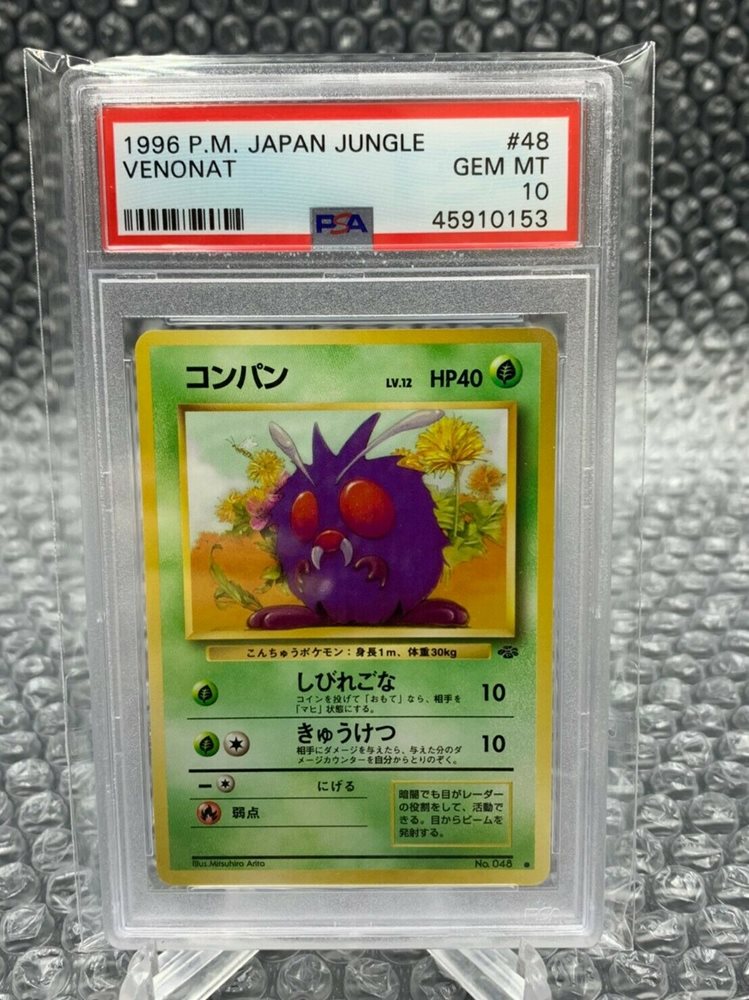 1996 P.M. JAPAN JUNGLE #48
VENONAT GEM MT
10
PSA 45910153
コンパン LV.12 HP40
こんちゅうポケモン:身長1m、体重30kg
しびれごな 10
コインを投げて「おもて」なら、相手を
「マヒ」状態にする。
きゅうけつ 10
相手にダメージを与えたら、与えた分のダ
メージカウンターを自分からとりのぞく。
にげる
弱点
暗闇でも目がレーダー
の役割をして、活動で
きる。目からビームを
発射する。
Illus.Mitsuhiro Arita No. 048